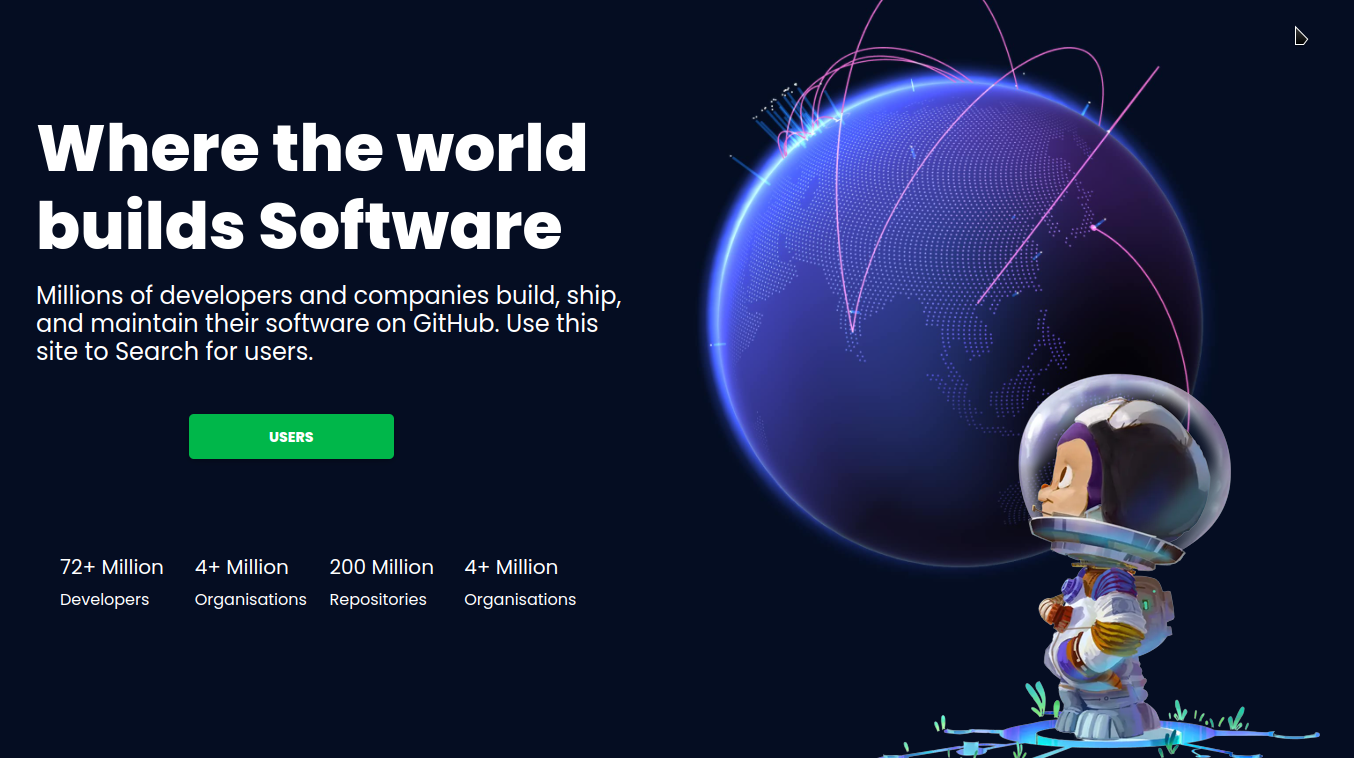 Where the world
builds Software
Millions of developers and companies build, ship,
and maintain their software on GitHub. Use this
site to Search for users.
USERS
72+ Million
Developers
4+ Million
Organisations
200 Million
Repositories
4+ Million
Organisations